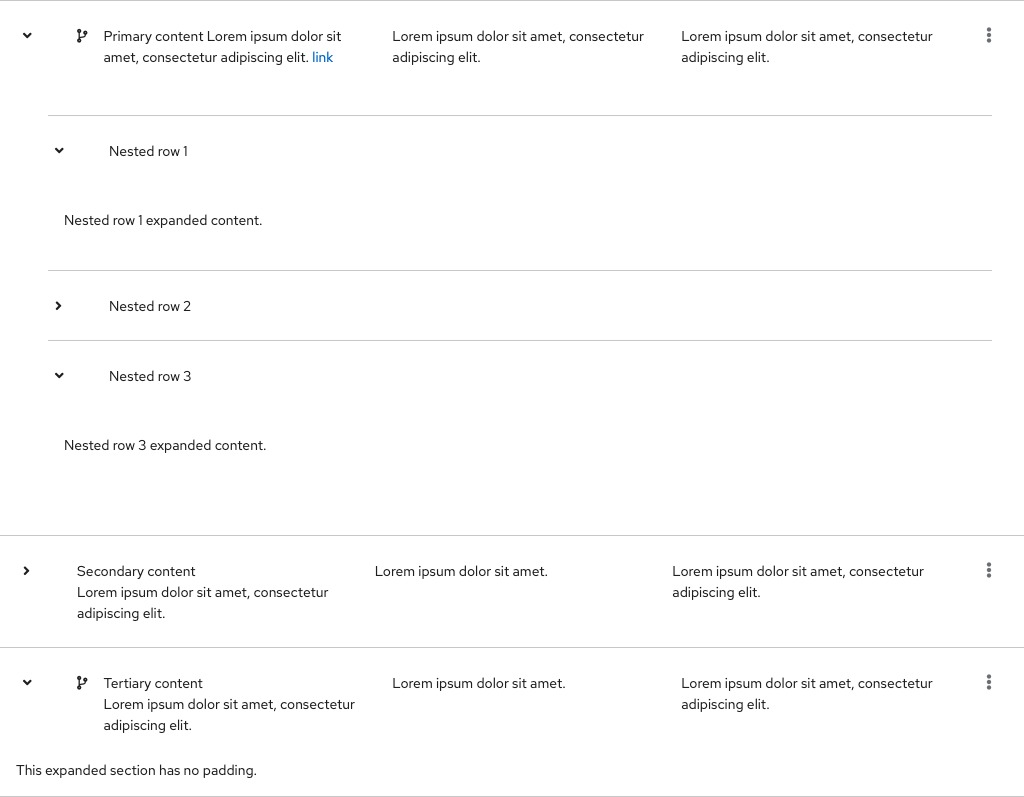 Primary content Lorem ipsum dolor sit
amet, consectetur adipiscing elit. link
Lorem ipsum dolor sit amet, consectetur
adipiscing elit.
Lorem ipsum dolor sit amet, consectetur
adipiscing elit.
Nested row 1
Nested row 1 expanded content.
Nested row 2
Nested row 3
Nested row 3 expanded content.
Secondary content
Lorem ipsum dolor sit amet, consectetur
adipiscing elit.
Lorem ipsum dolor sit amet.
Lorem ipsum dolor sit amet, consectetur
adipiscing elit.
Tertiary content
Lorem ipsum dolor sit amet, consectetur
adipiscing elit.
Lorem ipsum dolor sit amet.
Lorem ipsum dolor sit amet, consectetur
adipiscing elit.
This expanded section has no padding.